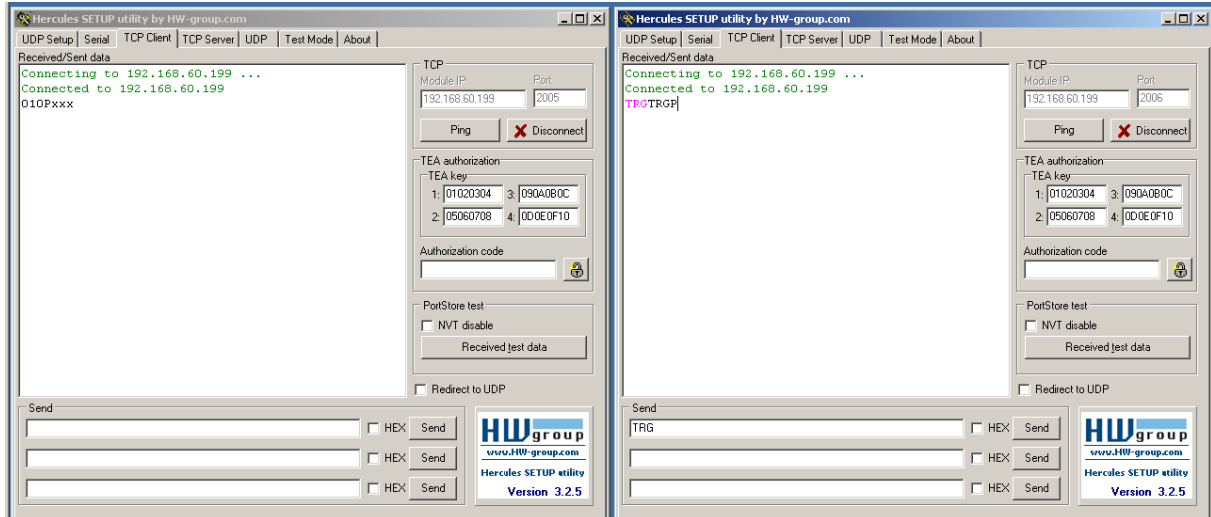 Hercules SETUP utility by HW-group.com
UDP Setup Serial TCP Client TCP Server UDP Test Mode About
Received/Sent data
Connecting to 192.168.60.199 ...
Connected to 192.168.60.199
010Pxxx
TCP
Module IP Port
192.168.60.199 2005
Ping Disconnect
TEA authorization
TEA key
1: 01020304 3: 090A0B0C
2: 05060708 4: 0D0E0F10
Authorization code
PortStore test
NVT disable
Received test data
Redirect to UDP
Send
HEX Send
HEX Send
HEX Send
HW group
www.HW-group.com
Hercules SETUP utility
Version 3.2.5
Hercules SETUP utility by HW-group.com
UDP Setup Serial TCP Client TCP Server UDP Test Mode About
Received/Sent data
Connecting to 192.168.60.199 ...
Connected to 192.168.60.199
TRGTRGP
TCP
Module IP Port
192.168.60.199 2006
Ping Disconnect
TEA authorization
TEA key
1: 01020304 3: 090A0B0C
2: 05060708 4: 0D0E0F10
Authorization code
PortStore test
NVT disable
Received test data
Redirect to UDP
Send
TRG HEX Send
HEX Send
HEX Send
HW group
www.HW-group.com
Hercules SETUP utility
Version 3.2.5